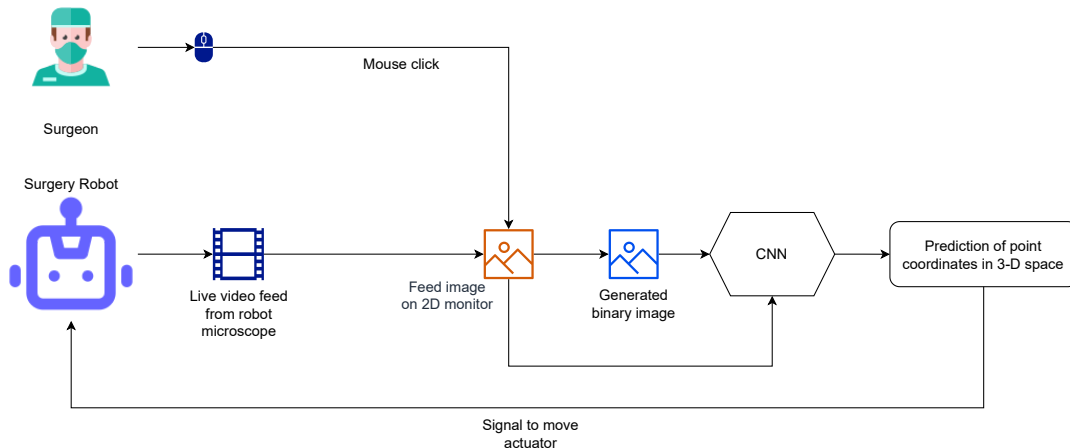 Mouse click
Surgeon
Surgery Robot
Live video feed
from robot
microscope
Feed image
on 2D monitor
Generated
binary image
CNN
Prediction of point
coordinates in 3-D space
Signal to move
actuator